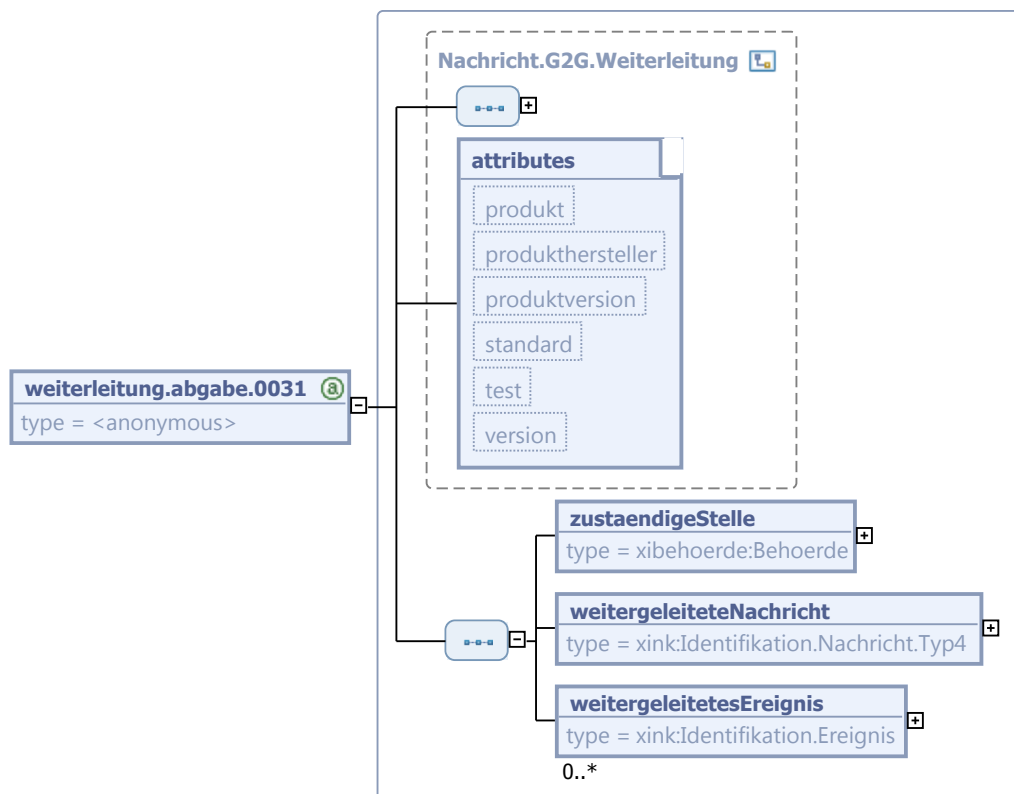 Nachricht.G2G.Weiterleitung
attributes
produkt
produkthersteller
produktversion
standard
test
version
weiterleitung.abgabe.0031 @
type = <anonymous>
zustaendigeStelle
type = xibehoerde:Behoerde
weitergeleiteteNachricht
type = xink:Identifikation.Nachricht.Typ4
weitergeleitetesEreignis
type = xink:Identifikation.Ereignis
0..*